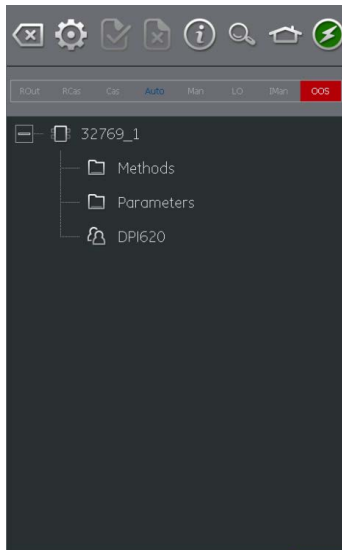 ROut RCas Cas Auto Man LO IMan OOS
32769_1
Methods
Parameters
DPI620